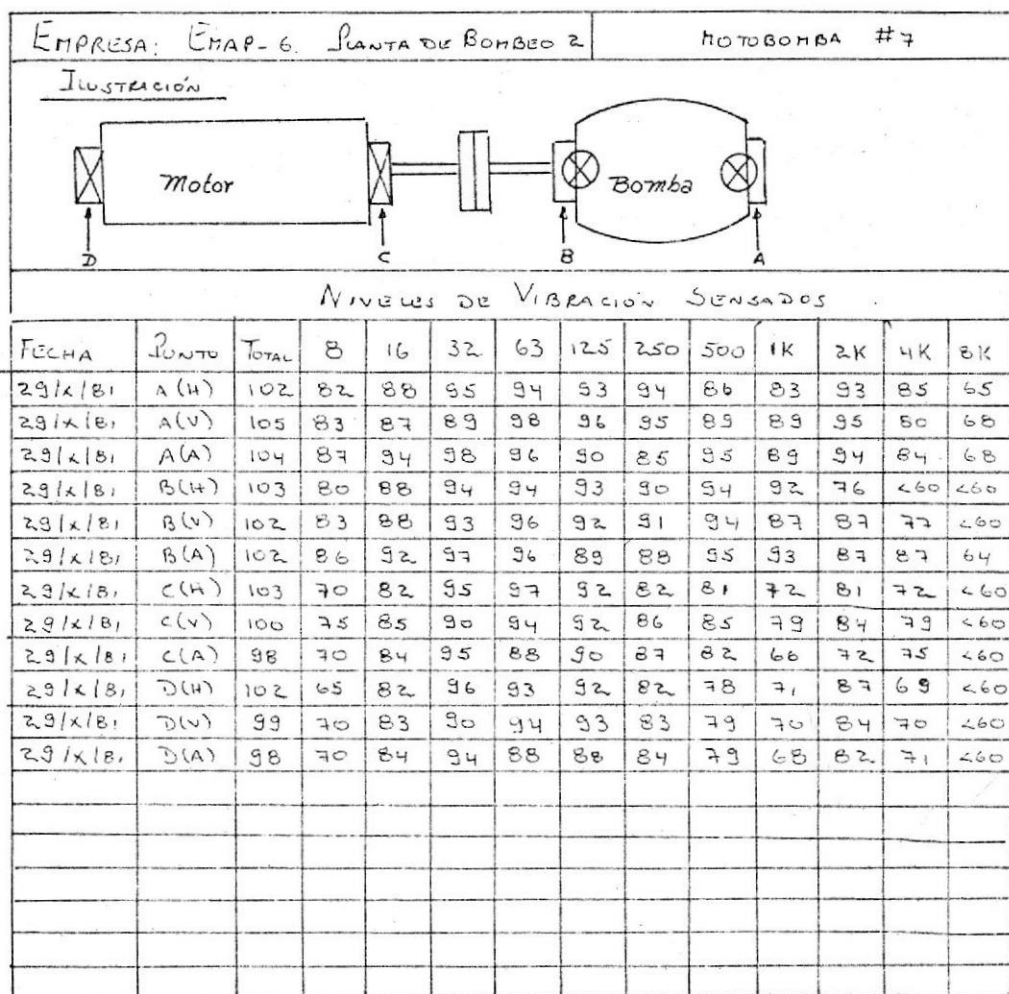 EMPRESA: EMAP-6. PLANTA DE BOMBEO 2 MOTOBOMBA #7
ILUSTRACIÓN
Motor Bomba
D C B A
NIVELES DE VIBRACIÓN SENSADOS.
FECHA PUNTO TOTAL 8 16 32 63 125 250 500 1K 2K 4K 8K
29/X/81 A(H) 102 82 88 95 94 93 94 86 83 93 85 65
29/X/81 A(V) 105 83 87 89 98 96 95 89 89 95 80 68
29/X/81 A(A) 104 87 94 98 96 90 85 95 89 94 84 68
29/X/81 B(H) 103 80 88 94 94 93 90 94 92 76 <60 <60
29/X/81 B(V) 102 83 88 93 96 92 91 94 87 87 77 <60
29/X/81 B(A) 102 86 92 97 96 89 88 95 93 87 87 64
29/X/81 C(H) 103 70 82 95 97 92 82 81 72 81 72 <60
29/X/81 C(V) 100 75 85 90 94 92 86 85 79 84 79 <60
29/X/81 C(A) 98 70 84 95 88 90 87 82 66 72 75 <60
29/X/81 D(H) 102 65 82 96 93 92 82 78 71 87 69 <60
29/X/81 D(V) 99 70 83 90 94 93 83 79 70 84 70 <60
29/X/81 D(A) 98 70 84 94 88 88 84 79 68 82 71 <60